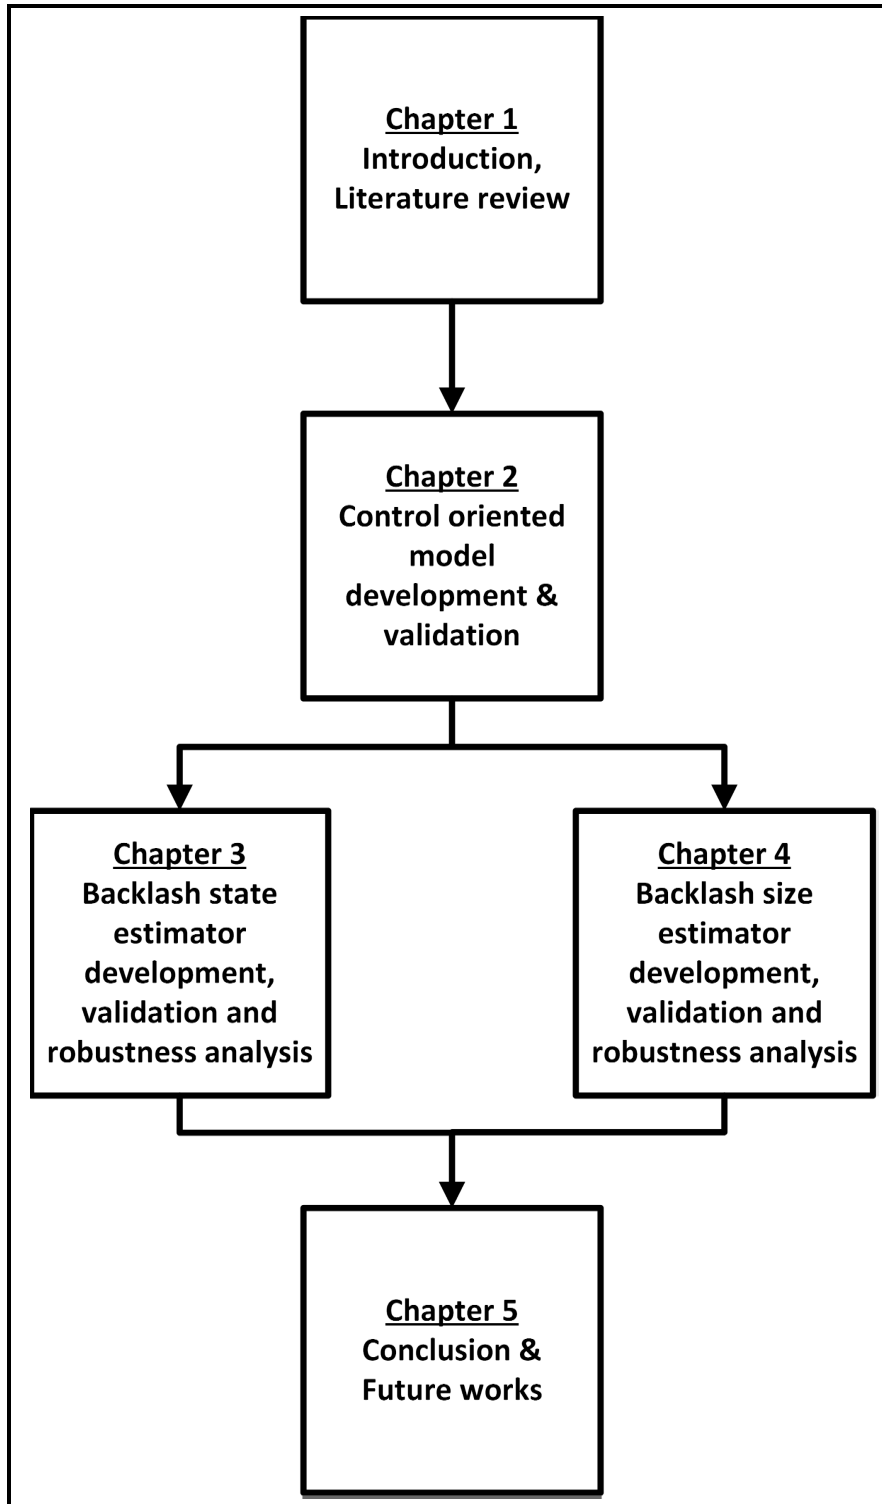 Chapter 1
Introduction,
Literature review
Chapter 2
Control oriented
model
development &
validation
Chapter 3
Backlash state
estimator
development,
validation and
robustness analysis
Chapter 4
Backlash size
estimator
development,
validation and
robustness analysis
Chapter 5
Conclusion &
Future works